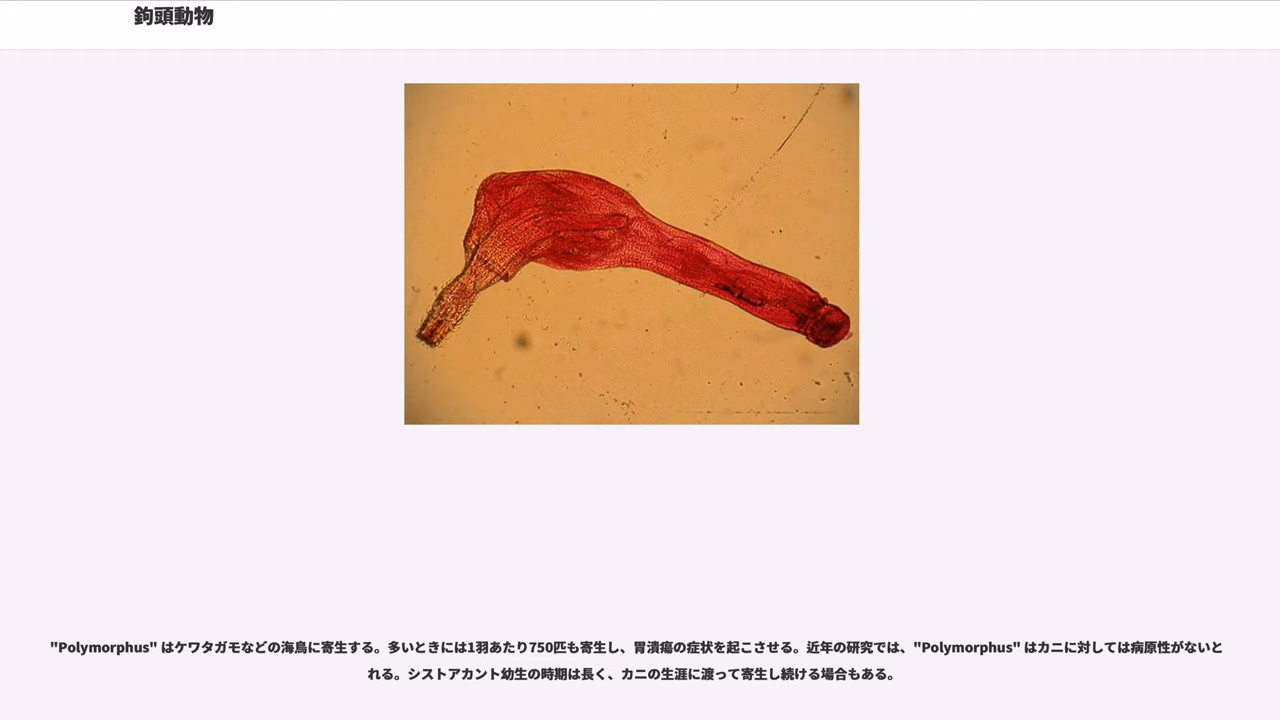 鉤頭動物
"Polymorphus" はケワタガモなどの海鳥に寄生する。多いときには1羽あたり750匹も寄生し、胃潰瘍の症状を起こさせる。近年の研究では、"Polymorphus" はカニに対しては病原性がないと
れる。シストアカント幼生の時期は長く、カニの生涯に渡って寄生し続ける場合もある。